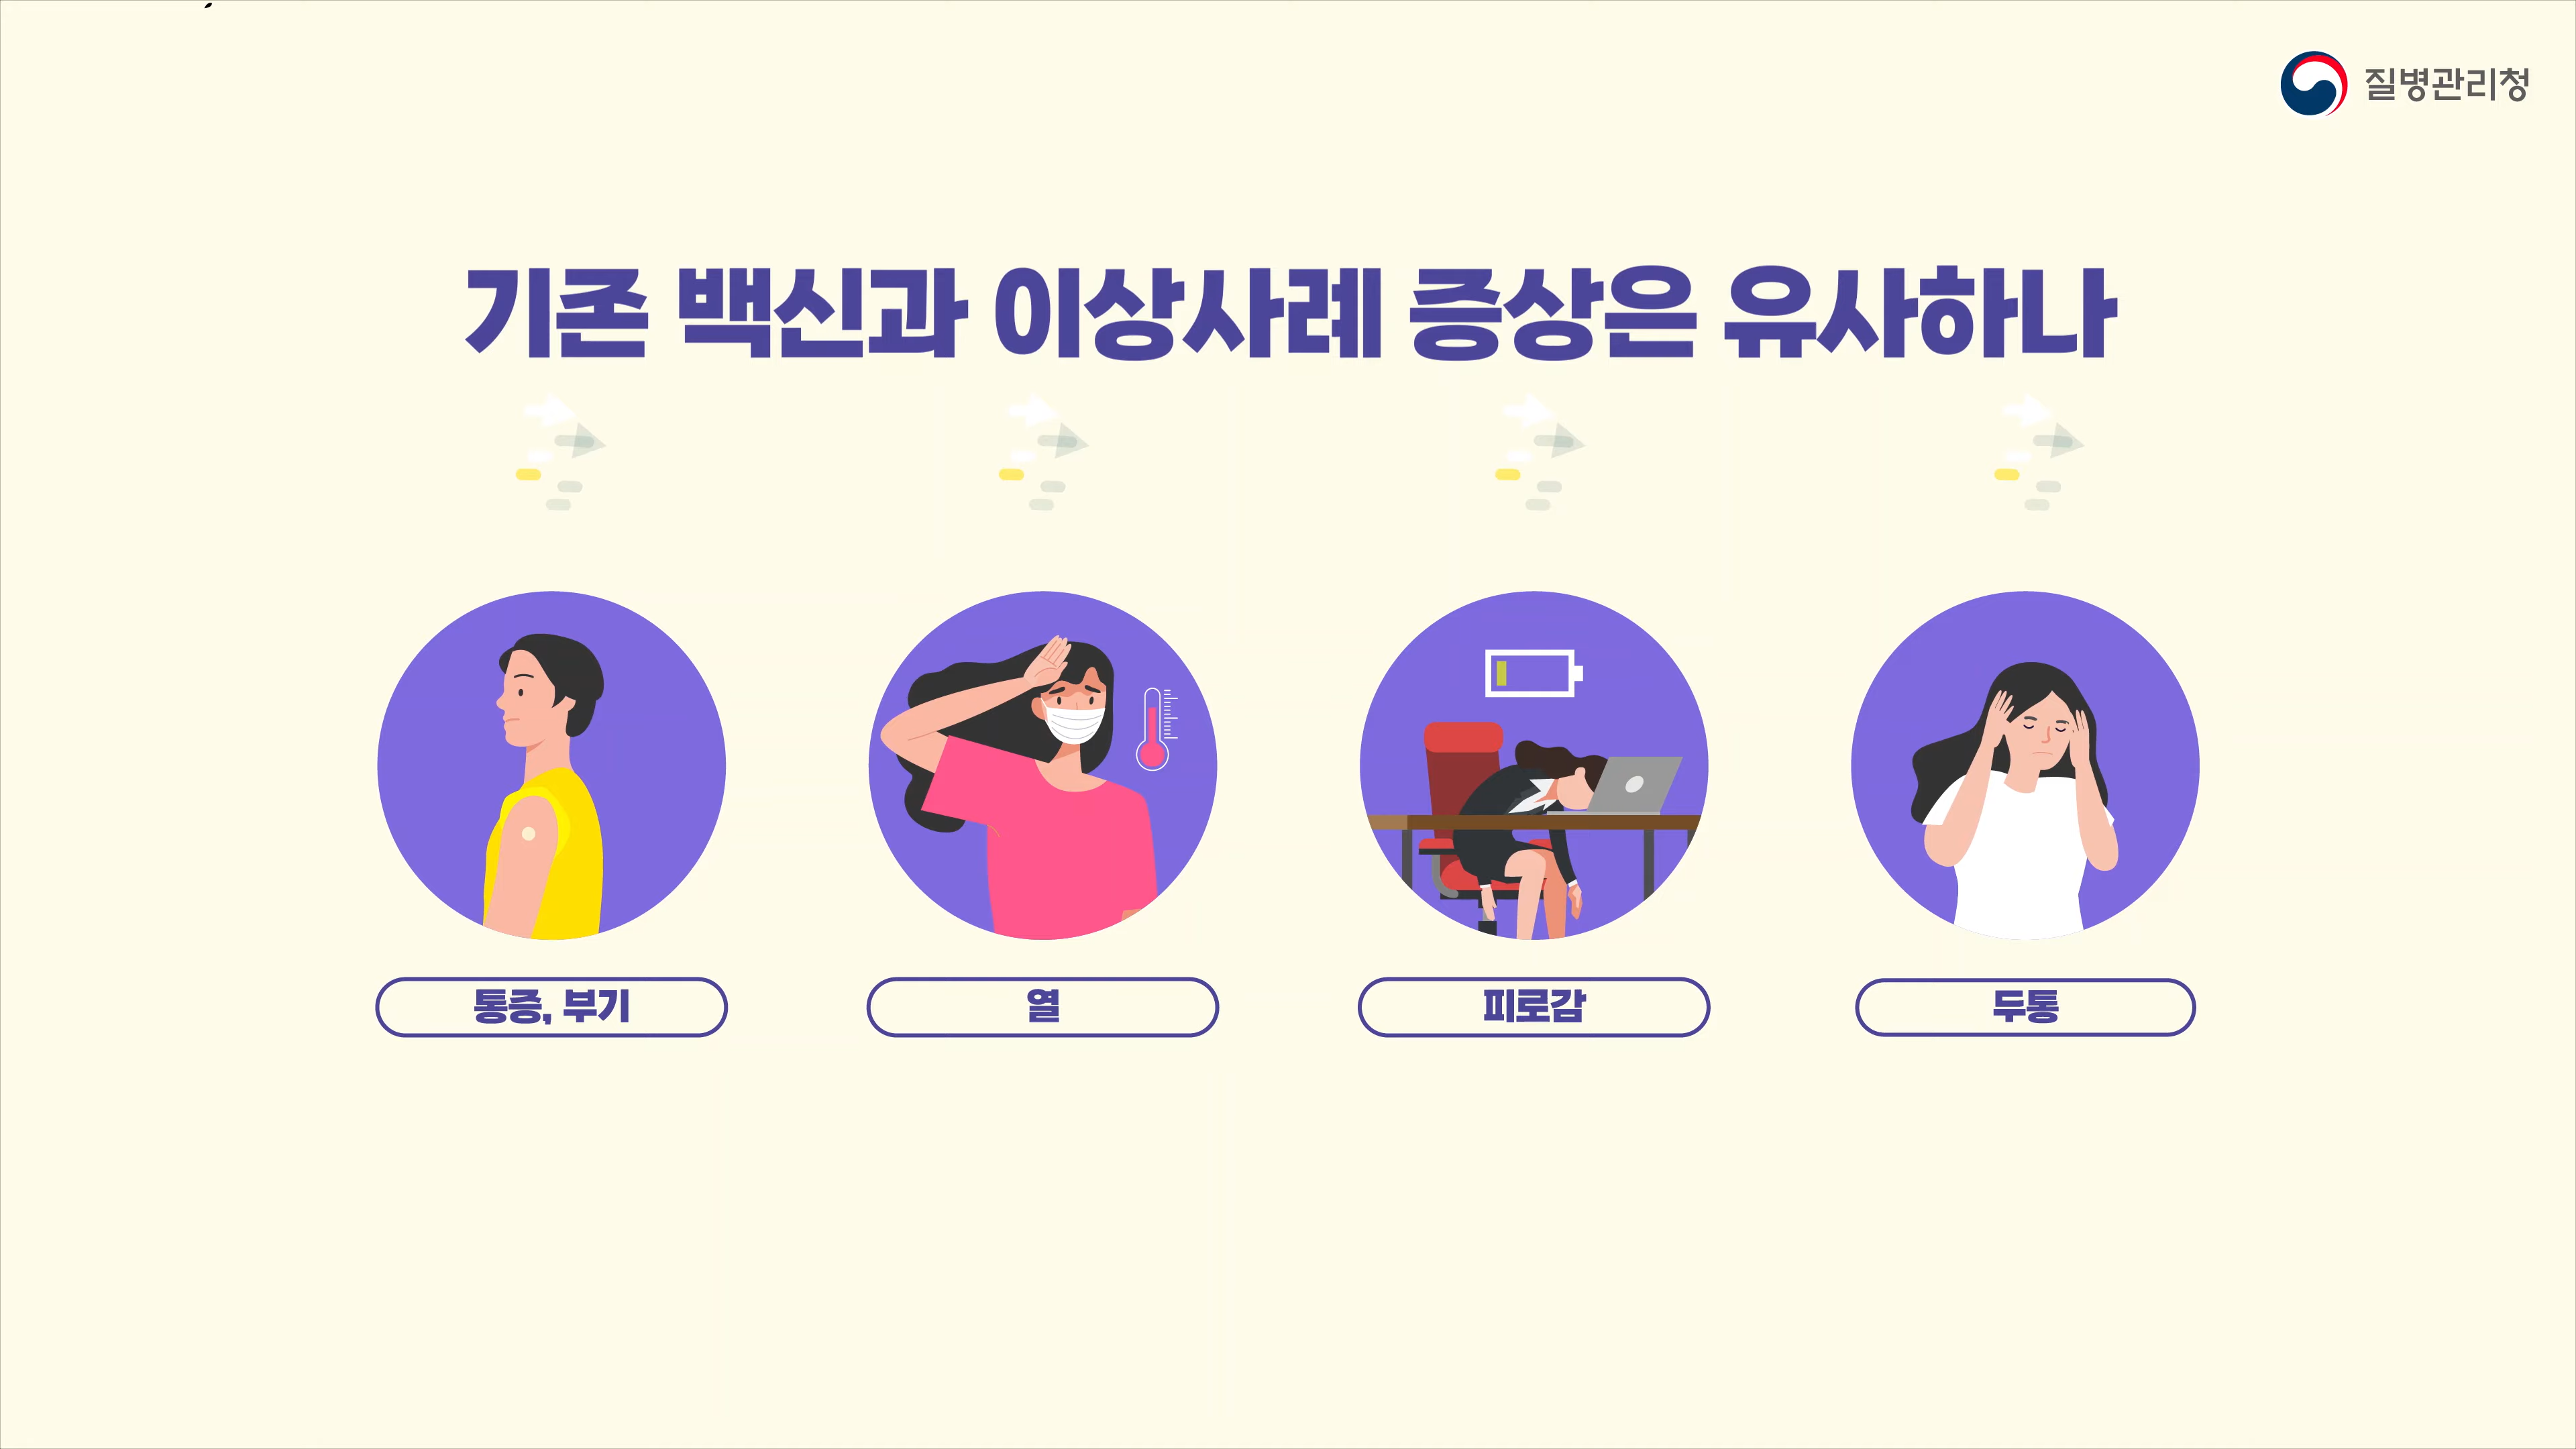 질병관리청
기존 백신과 이상사례 증상은 유사하나
통증, 부기
열
피로감
두통